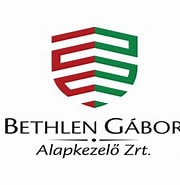 BETHLEN GÁBOR
Alapkezelő Zrt.